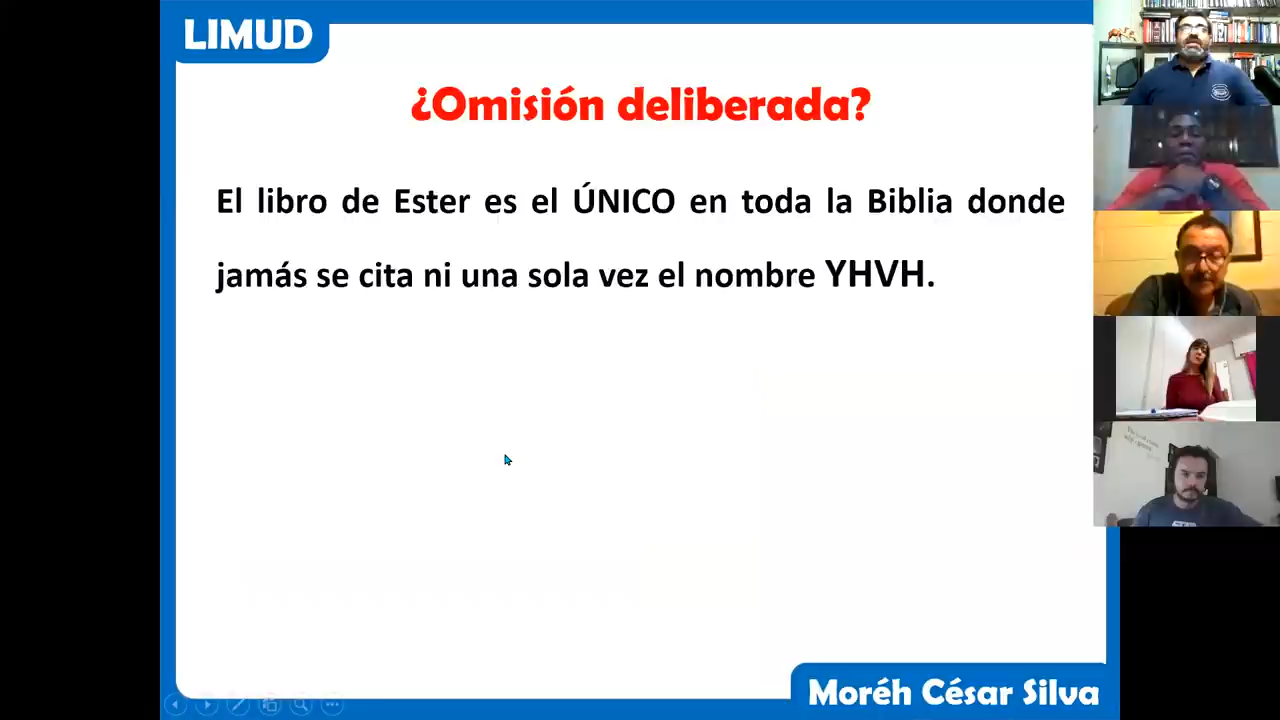 LIMUD
¿Omisión deliberada?
El libro de Ester es el ÚNICO en toda la Biblia donde
jamás se cita ni una sola vez el nombre YHVH.
Moréh César Silva